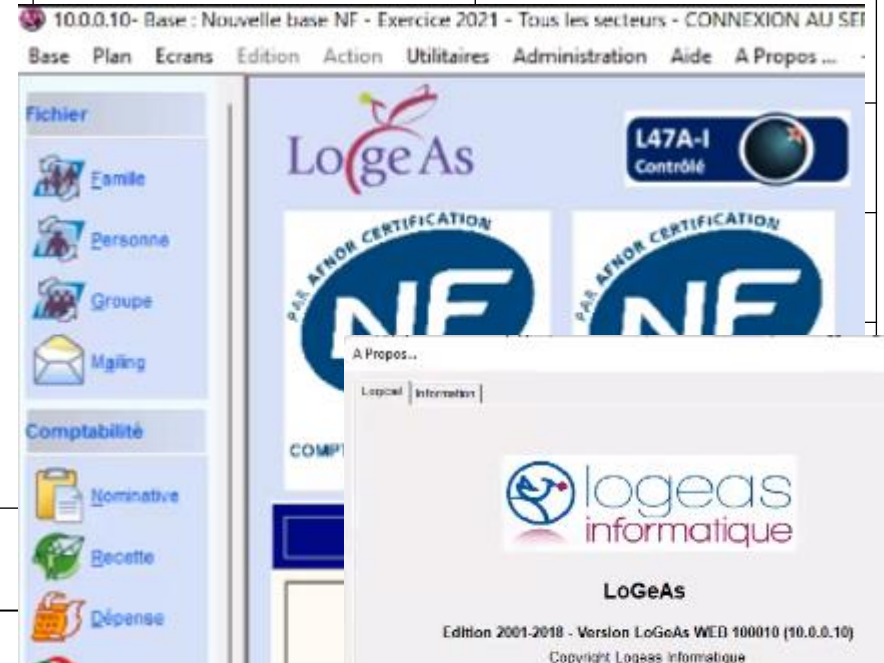 10.0.0.10- Base : Nouvelle base NF - Exercice 2021 - Tous les secteurs - CONNEXION AU SER
Base Plan Ecrans Edition Action Utilitaires Administration Aide A Propos ...
Fichier
Famille
Personne
Groupe
Mailing
Comptabilité
Nominative
Recette
Dépense
LogeAs
L47A-I
Contrôlé
PAR AFNOR CERTIFICATION
NF
PAR AFNOR CERTIFICATION
NF
COMPT
A Propos...
Logiciel Information
logeas
informatique
LoGeAs
Edition 2001-2018 - Version LoGeAs WEB 100010 (10.0.0.10)
Copyright Logeas Informatique